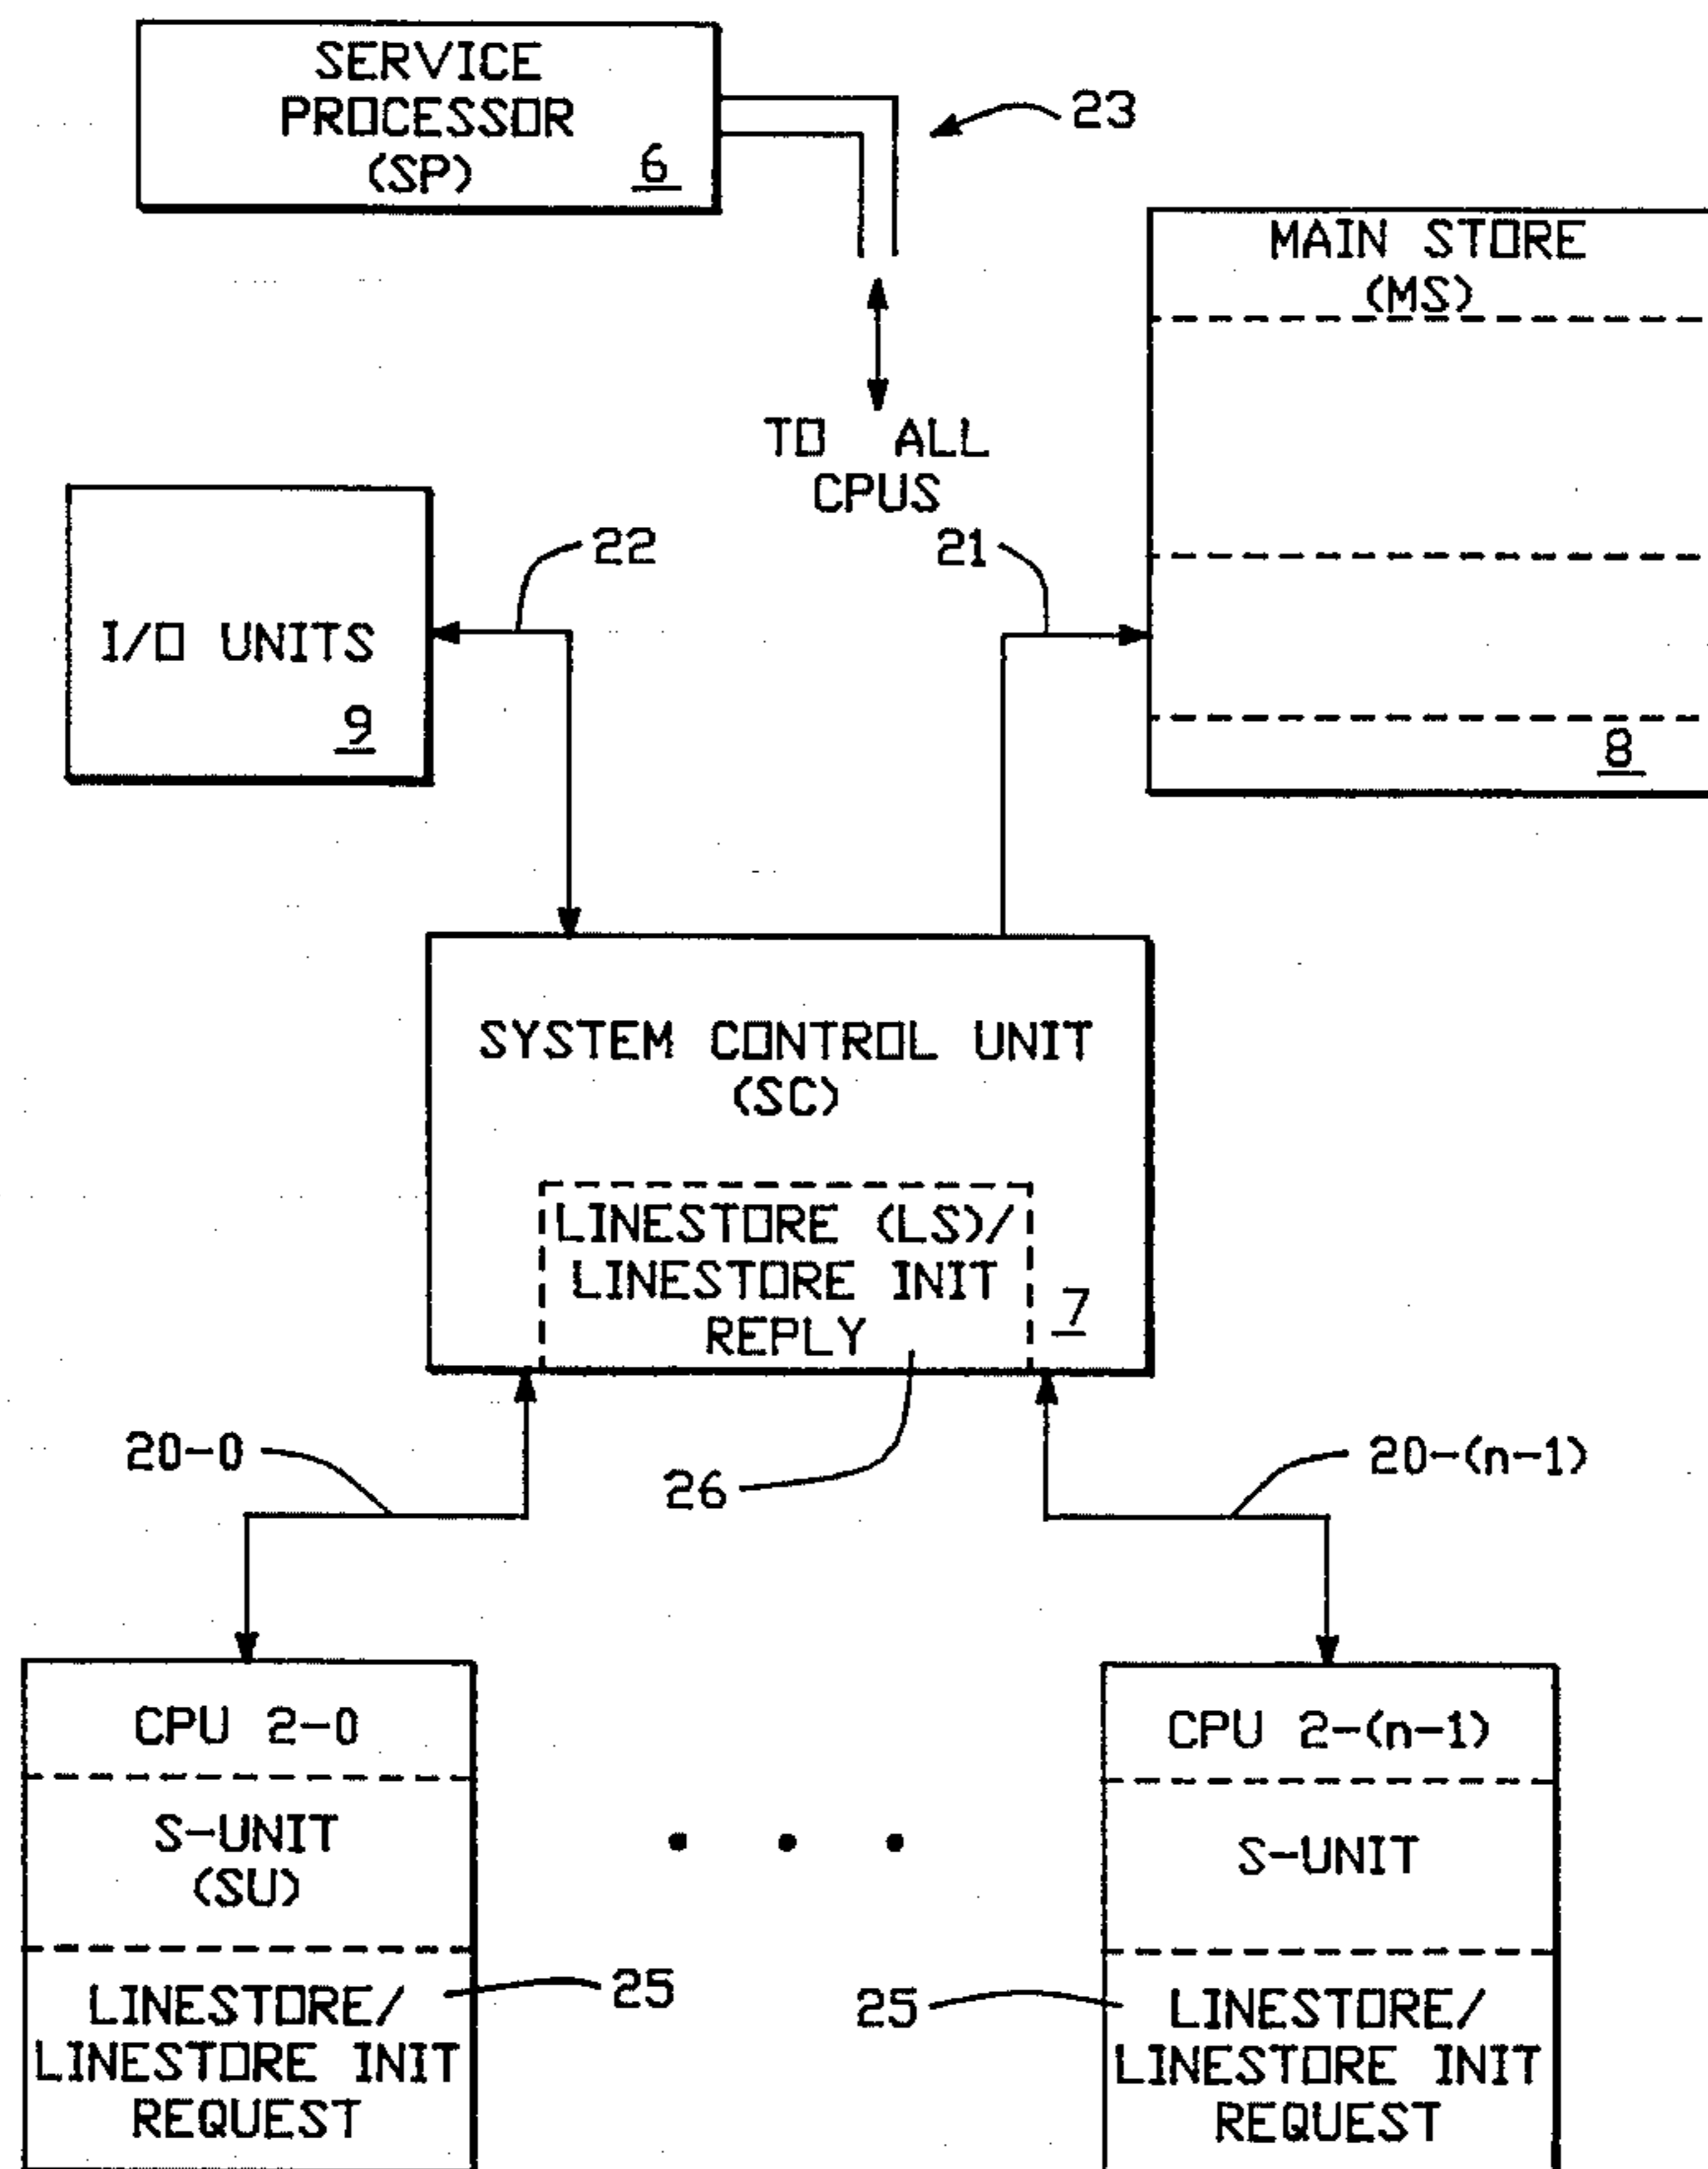 SERVICE
PROCESSOR
(SP)
6
23
MAIN STORE
(MS)
TO ALL
CPUS
22
21
I/O UNITS
9
8
SYSTEM CONTROL UNIT
(SC)
LINESTORE (LS)/
LINESTORE INIT
REPLY
7
20-0
26
20-(n-1)
CPU 2-0
S-UNIT
(SU)
LINESTORE/
LINESTORE INIT
REQUEST
25
CPU 2-(n-1)
S-UNIT
25
LINESTORE/
LINESTORE INIT
REQUEST